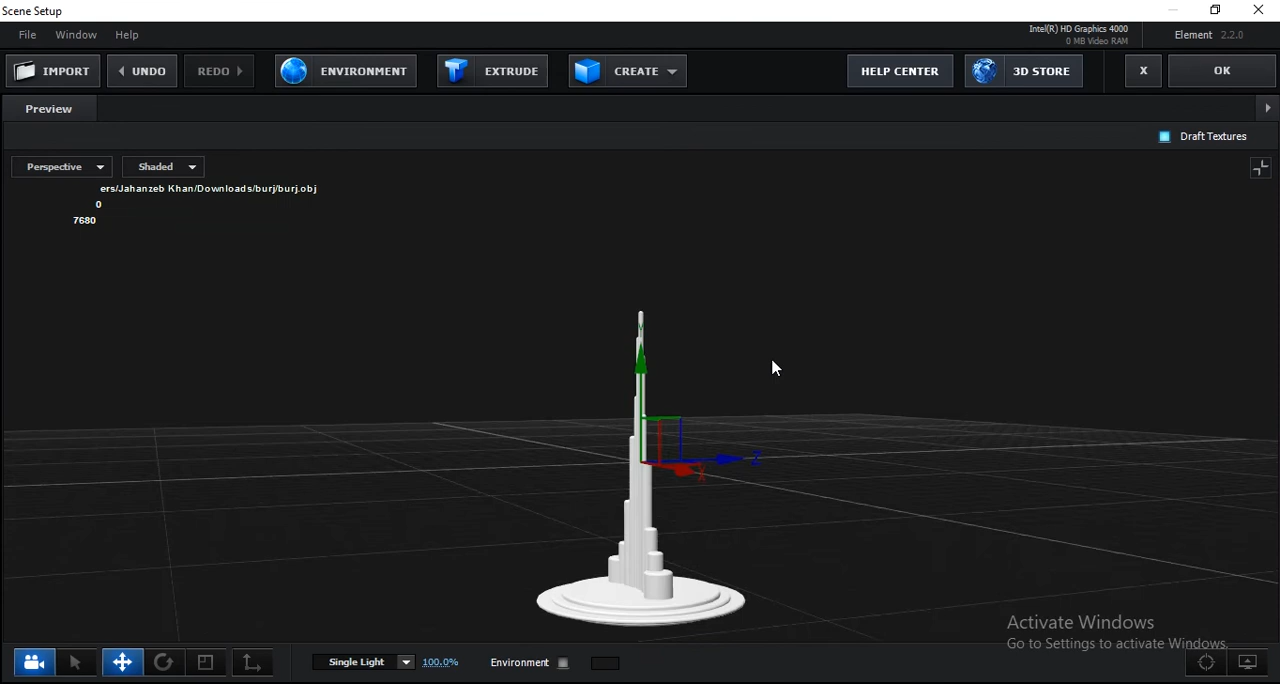 Scene Setup
File Window Help
Intel(R) HD Graphics 4000
0 MB Video RAM
Element 2.2.0
IMPORT UNDO REDO ENVIRONMENT EXTRUDE CREATE HELP CENTER 3D STORE X OK
Preview
Draft Textures
Perspective Shaded
ers/Jahanzeb Khan/Downloads/burj/burj.obj
0
7680
Y
Z
X
Activate Windows
Go to Settings to activate Windows.
Single Light 100.0% Environment